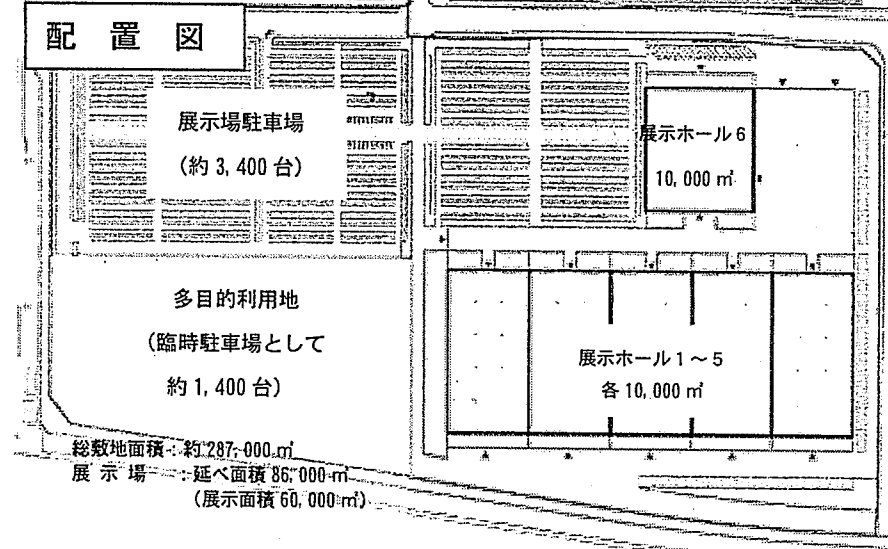 配 置 図
展示場駐車場
(約 3,400 台)
展示ホール 6
10,000 ㎡
多目的利用地
(臨時駐車場として
約 1,400 台)
展示ホール 1～5
各 10,000 ㎡
総敷地面積：約 287,000 ㎡
展 示 場 ：延べ面積 86,000 ㎡
(展示面積 60,000 ㎡)